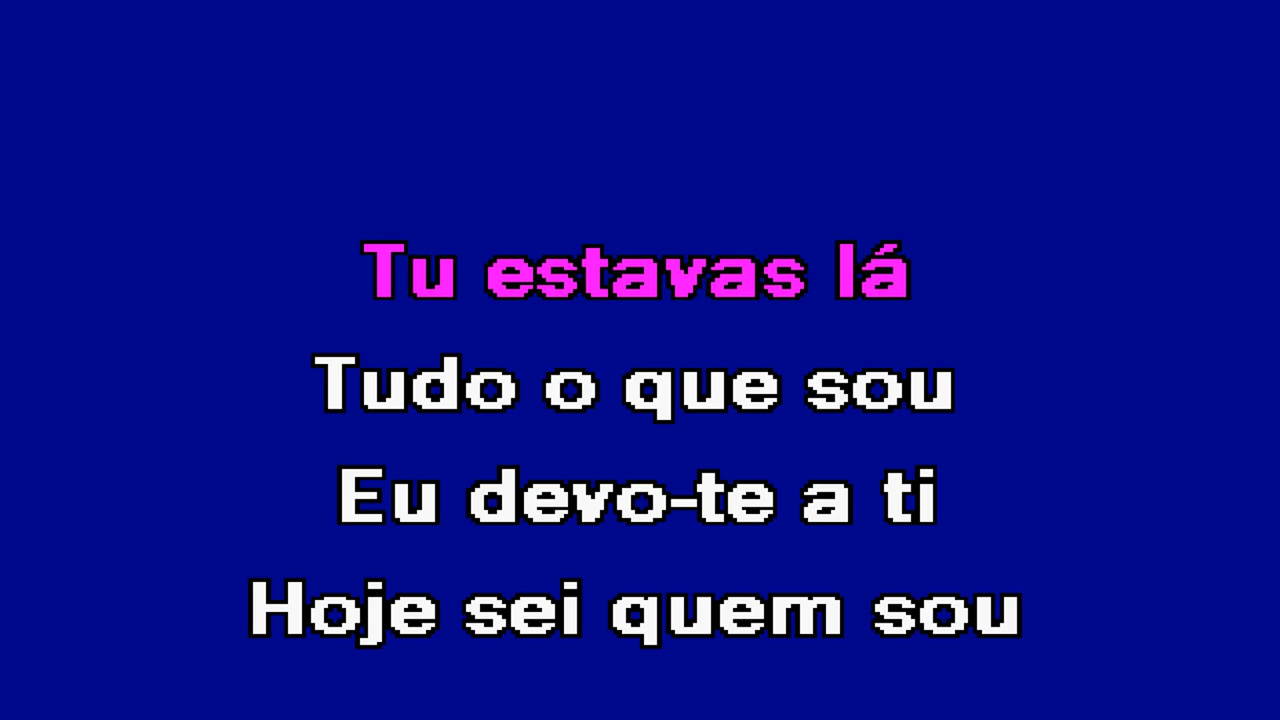 Tu estavas lá
Tudo o que sou
Eu devo-te a ti
Hoje sei quem sou